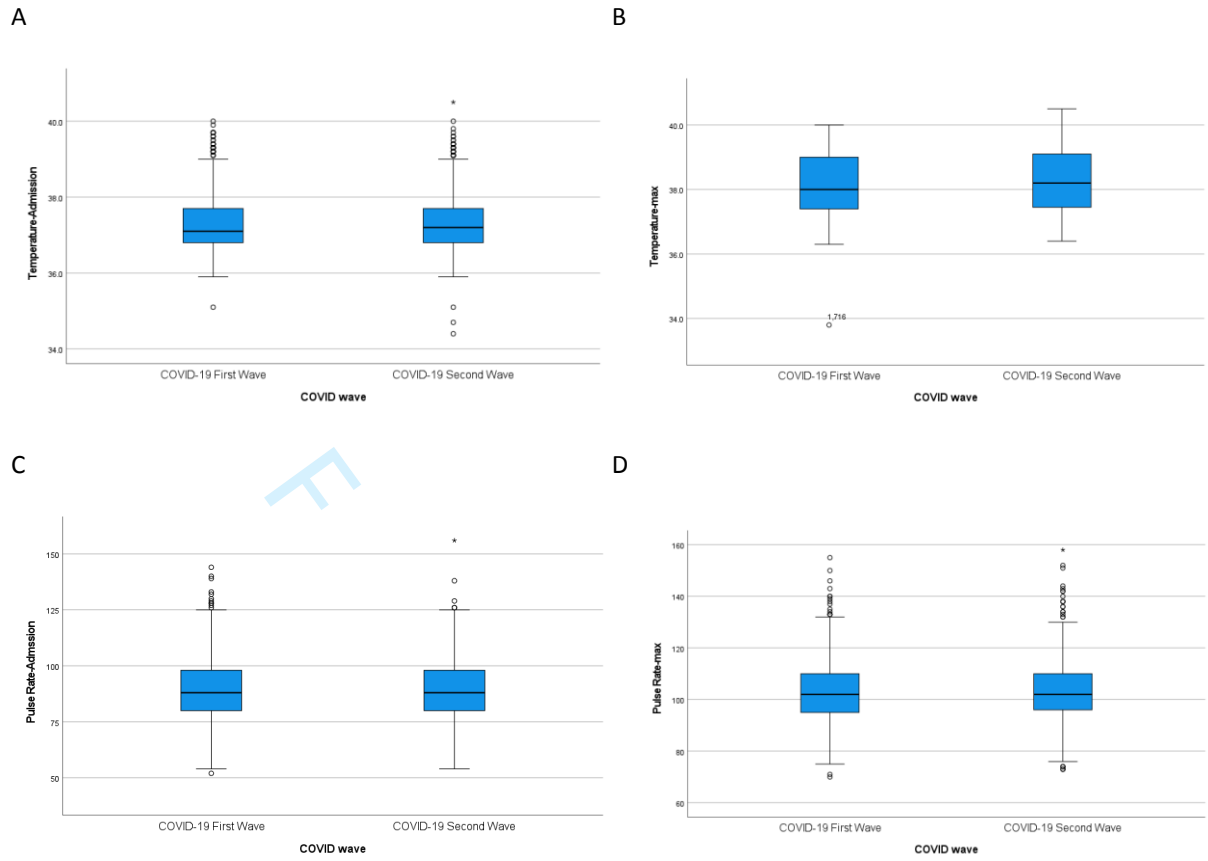 A
B
Temperature-Admission
40.0
38.0
36.0
34.0
COVID-19 First Wave
COVID-19 Second Wave
COVID wave
Temperature-max
40.0
38.0
36.0
34.0
1,716
COVID-19 First Wave
COVID-19 Second Wave
COVID wave
C
D
F
Pulse Rate-Admssion
150
125
100
75
50
COVID-19 First Wave
COVID-19 Second Wave
COVID wave
Pulse Rate-max
160
140
120
100
80
60
COVID-19 First Wave
COVID-19 Second Wave
COVID wave